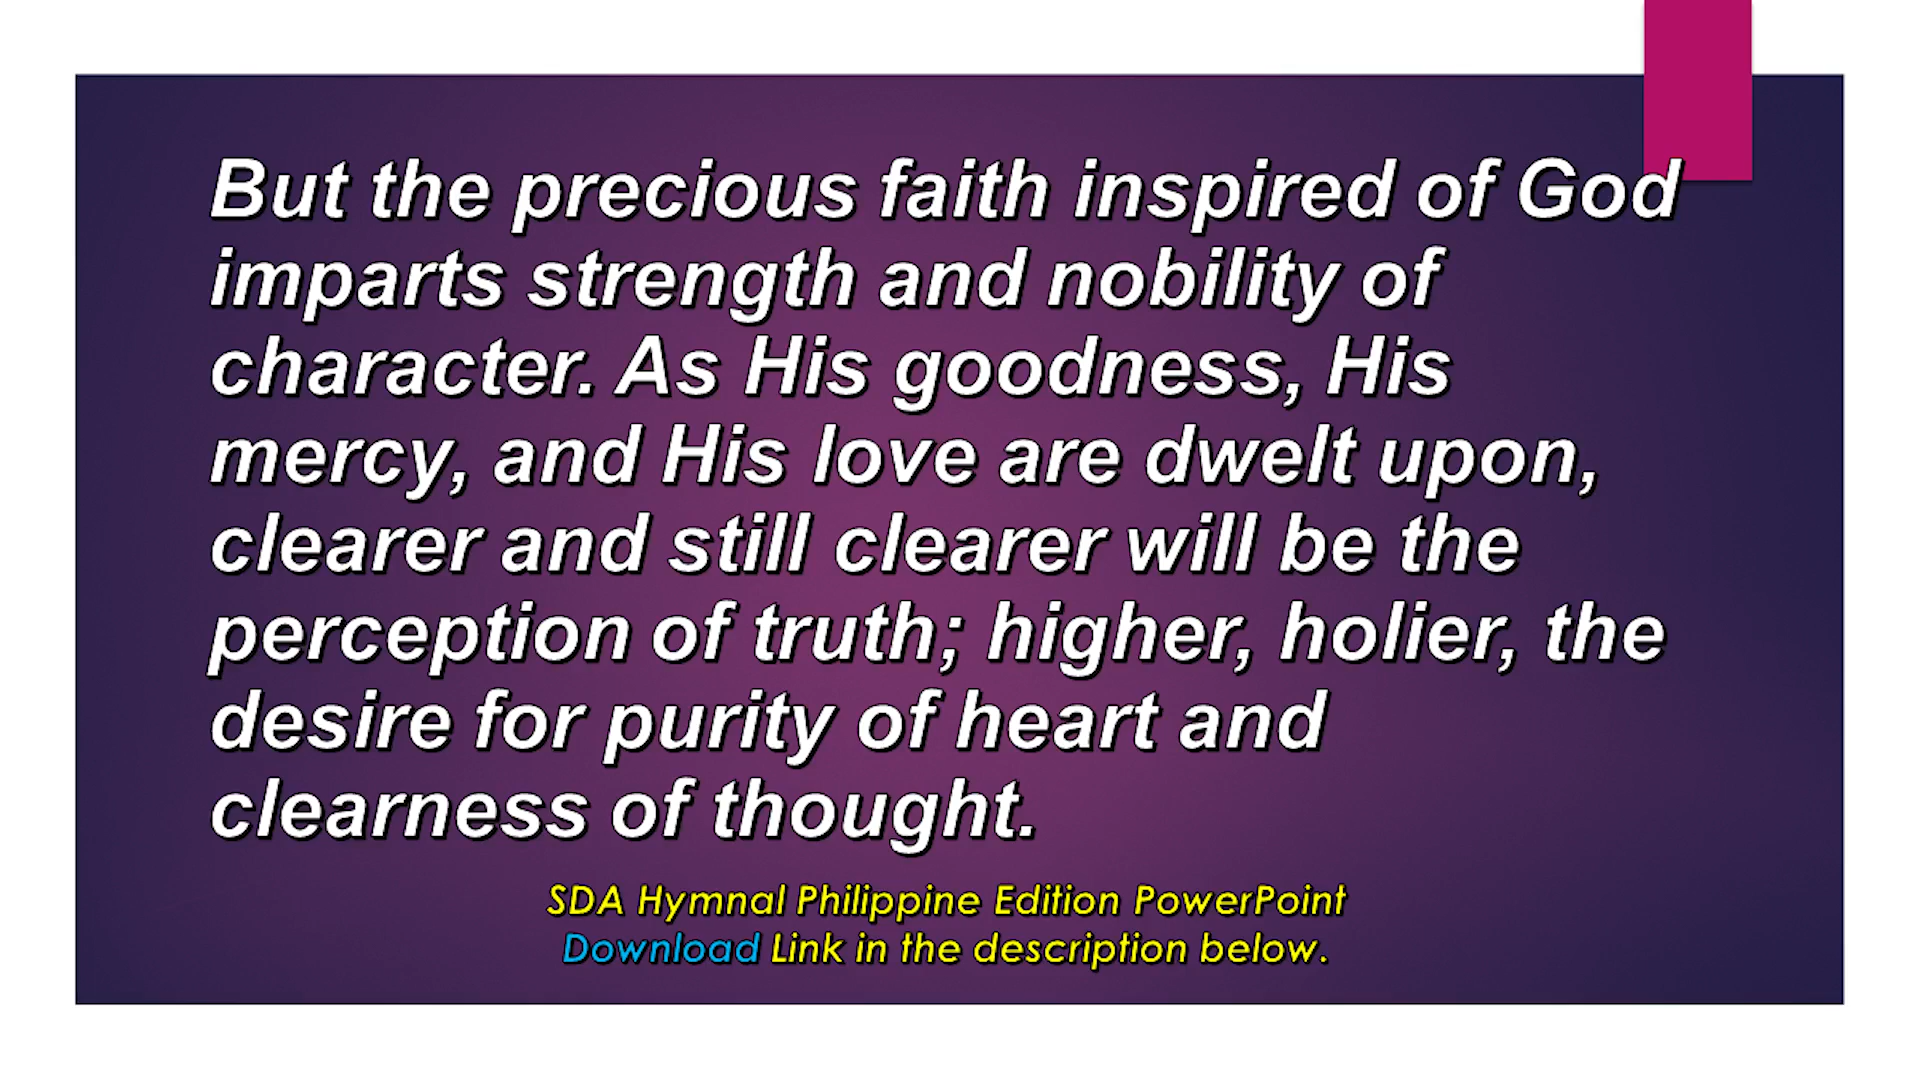 But the precious faith inspired of God
imparts strength and nobility of
character. As His goodness, His
mercy, and His love are dwelt upon,
clearer and still clearer will be the
perception of truth; higher, holier, the
desire for purity of heart and
clearness of thought.
SDA Hymnal Philippine Edition PowerPoint
Download Link in the description below.